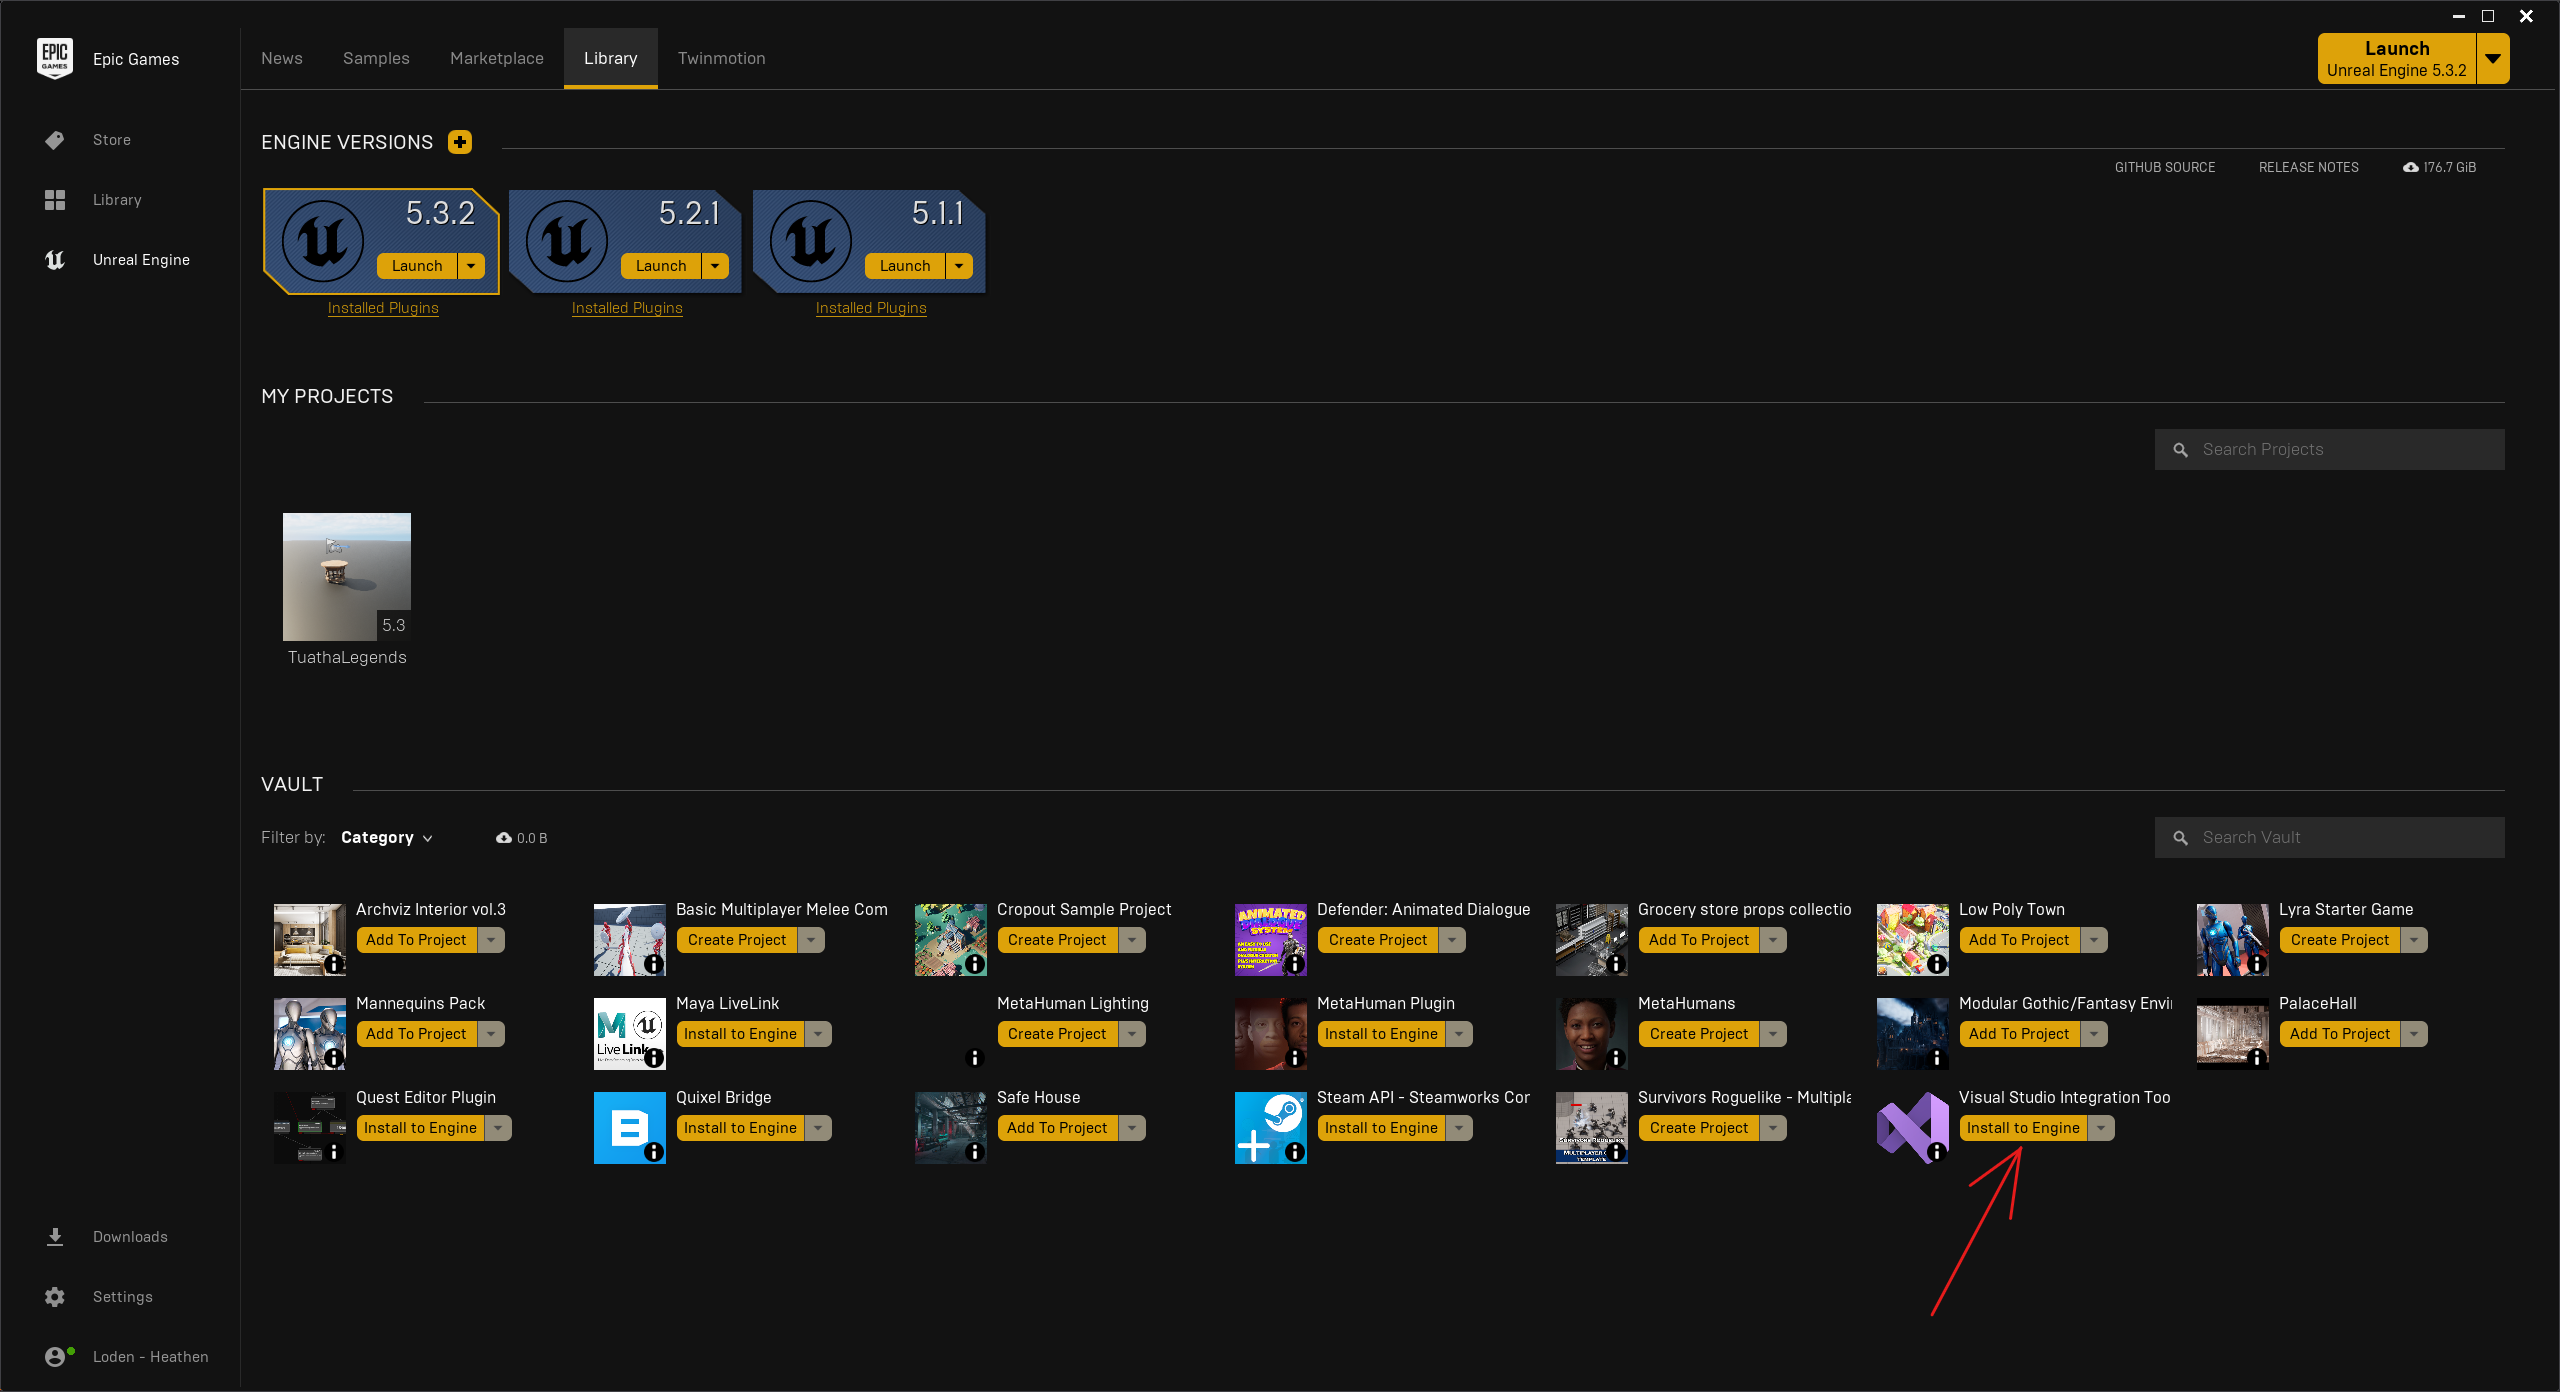 EPIC GAMES
Epic Games
Store
Library
Unreal Engine
News
Samples
Marketplace
Library
Twinmotion
Launch
Unreal Engine 5.3.2
ENGINE VERSIONS
GITHUB SOURCE
RELEASE NOTES
176.7 GiB
5.3.2
Launch
Installed Plugins
5.2.1
Launch
Installed Plugins
5.1.1
Launch
Installed Plugins
MY PROJECTS
Search Projects
5.3
TuathaLegends
VAULT
Filter by:
Category
0.0 B
Search Vault
Archviz Interior vol.3
Add To Project
Basic Multiplayer Melee Com
Create Project
Cropout Sample Project
Create Project
ANIMATED
Defender: Animated Dialogue
Create Project
Grocery store props collectio
Add To Project
Low Poly Town
Add To Project
Lyra Starter Game
Create Project
Mannequins Pack
Add To Project
M
Live Link
Maya LiveLink
Install to Engine
MetaHuman Lighting
Create Project
MetaHuman Plugin
Install to Engine
MetaHumans
Create Project
Modular Gothic/Fantasy Envi
Add To Project
PalaceHall
Add To Project
Quest Editor Plugin
Install to Engine
Quixel Bridge
Install to Engine
Safe House
Add To Project
Steam API - Steamworks Cor
Install to Engine
Survivors Roguelike - Multipla
Create Project
Visual Studio Integration Too
Install to Engine
Downloads
Settings
Loden - Heathen